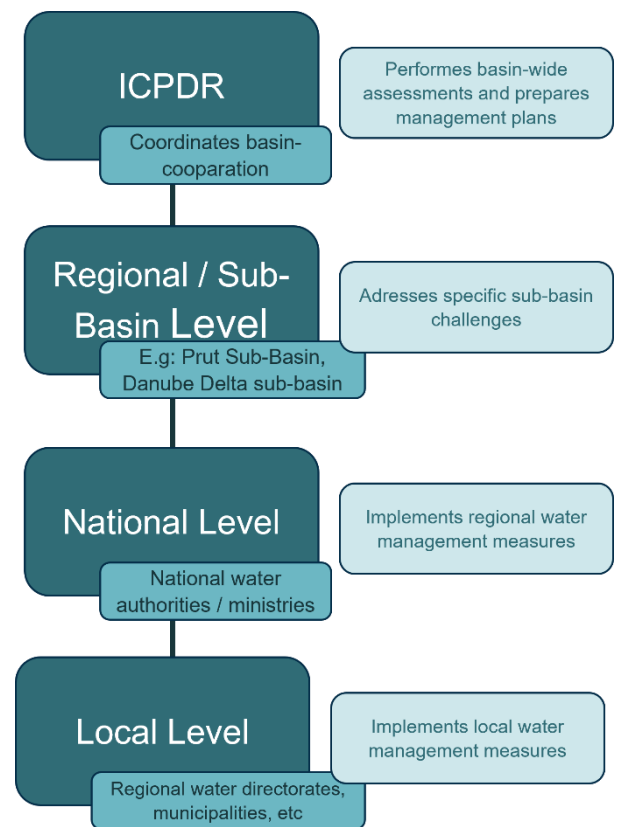 ICPDR
Coordinates basin-
cooparation
Performes basin-wide
assessments and prepares
management plans
Regional / Sub-
Basin Level
E.g: Prut Sub-Basin,
Danube Delta sub-basin
Adresses specific sub-basin
challenges
National Level
National water
authorities / ministries
Implements regional water
management measures
Local Level
Regional water directorates,
municipalities, etc
Implements local water
management measures